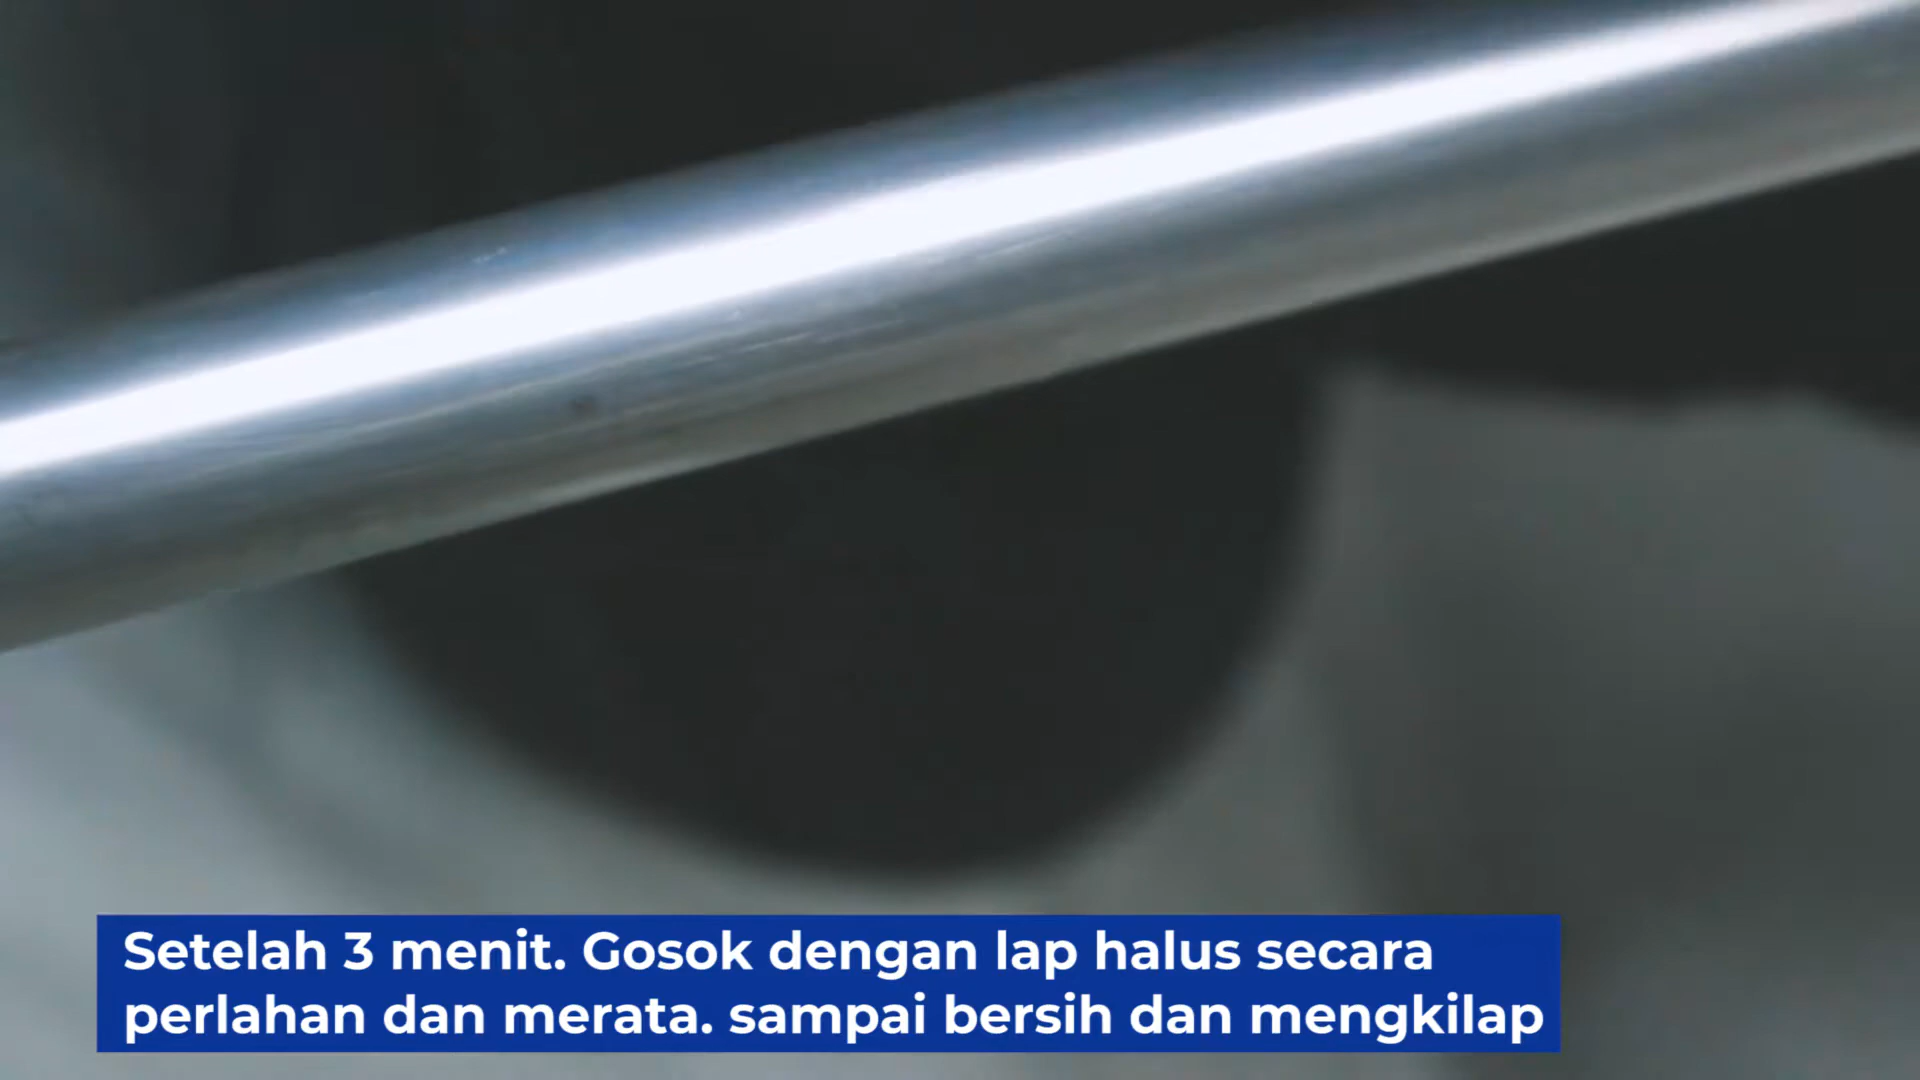 Setelah 3 menit. Gosok dengan lap halus secara
perlahan dan merata. sampai bersih dan mengkilap